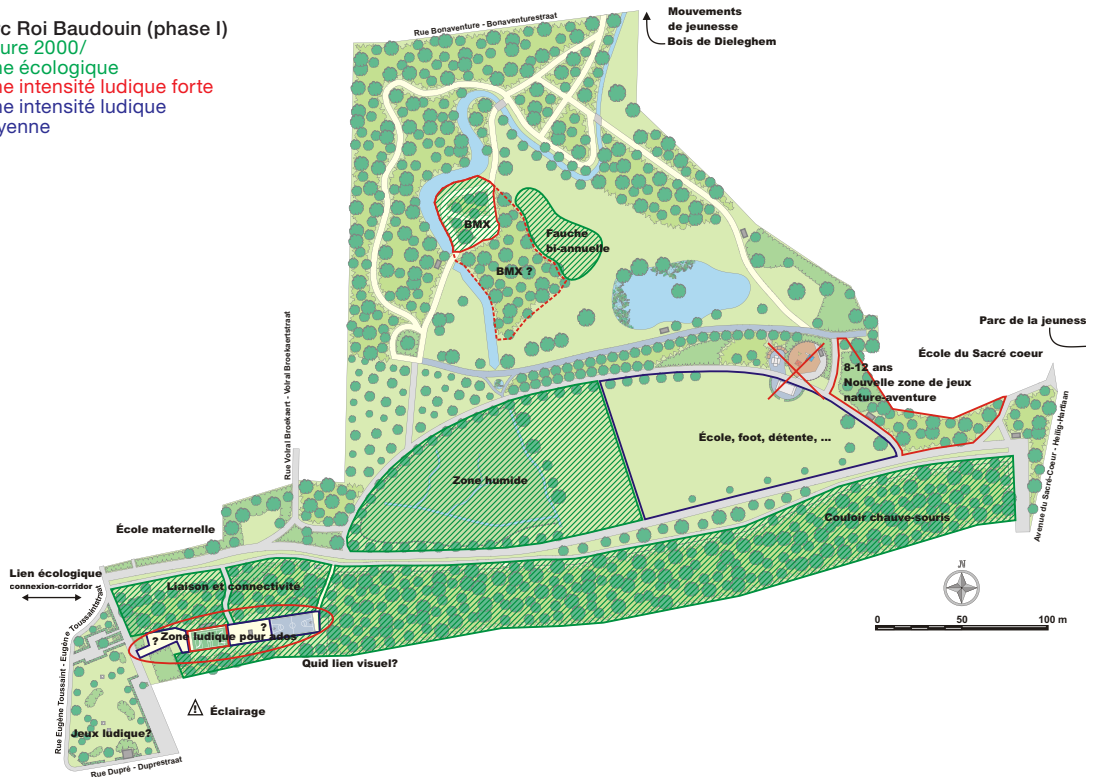 rc Roi Baudouin (phase I)
ure 2000/
ne écologique
ne intensité ludique forte
ne intensité ludique
yenne
Rue Bonaventure - Bonaventurestraat
Mouvements
de jeunesse
Bois de Dieleghem
BMX
Fauche
bi-annuelle
BMX ?
Parc de la jeuness
École du Sacré coeur
8-12 ans
Nouvelle zone de jeux
nature-aventure
Rue Volral Broekaert - Volral Broekaertstraat
École, foot, détente, ...
Zone humide
Avenue du Sacré-Coeur - Heilig-Hartlaan
Couloir chauve-souris
École maternelle
Lien écologique
connexion-corridor
Liaison et connectivité
N
0 50 100 m
? Zone ludique pour ados
?
Quid lien visuel?
Rue Eugène Toussaint - Eugène Toussaintstraat
Éclairage
Jeux lüdique?
Rue Dupré - Duprestraat